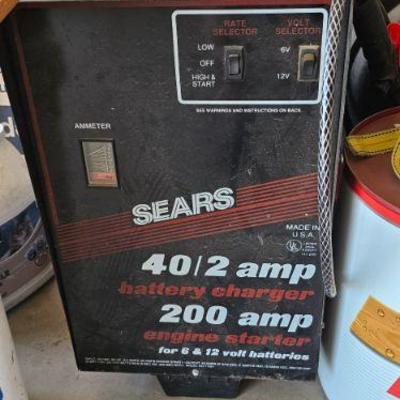 RATE SELECTOR
VOLT SELECTOR
LOW
OFF
HIGH & START
6V
12V
SEE WARNINGS AND INSTRUCTIONS ON BACK.
AMMETER
SEARS
MADE IN U.S.A.
UL
40/2 amp
battery charger
200 amp
engine starter
for 6 & 12 volt batteries